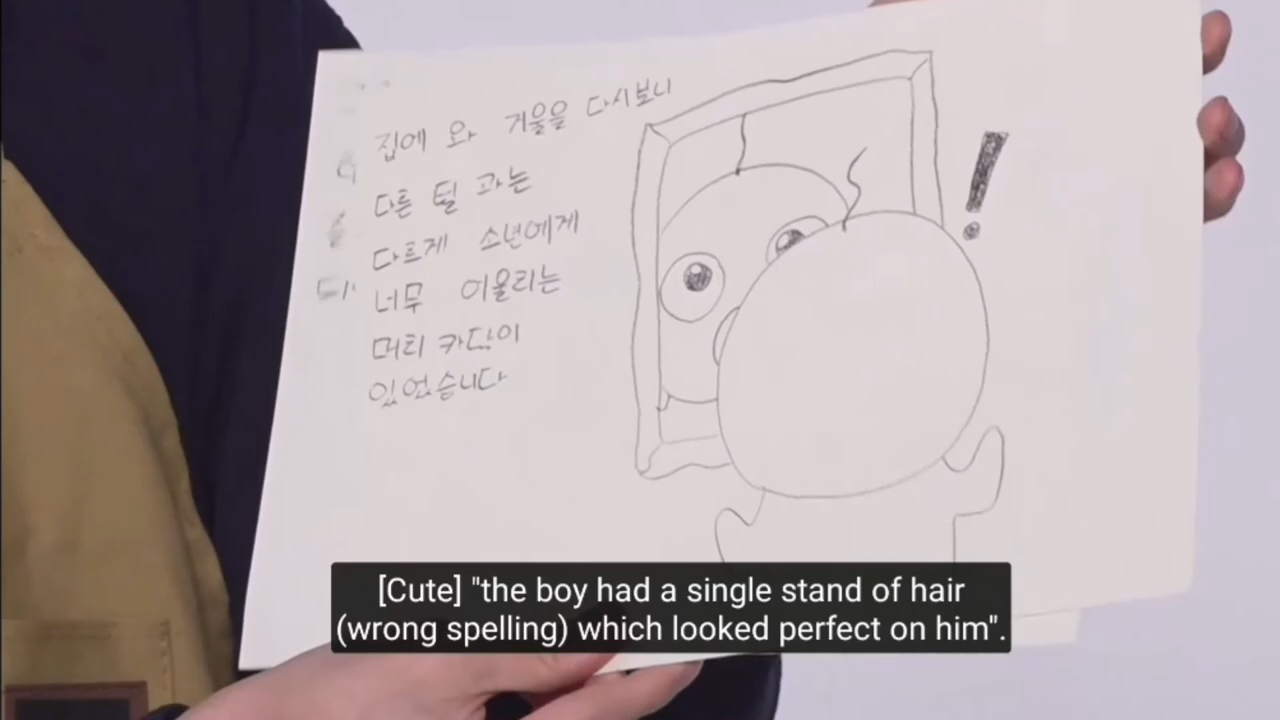 집에 와 거울을 다시보니
다른 털 과는
다르게 소년에게
너무 어울리는
머리 카닥이
있었습니다
!
[Cute] "the boy had a single stand of hair
(wrong spelling) which looked perfect on him".